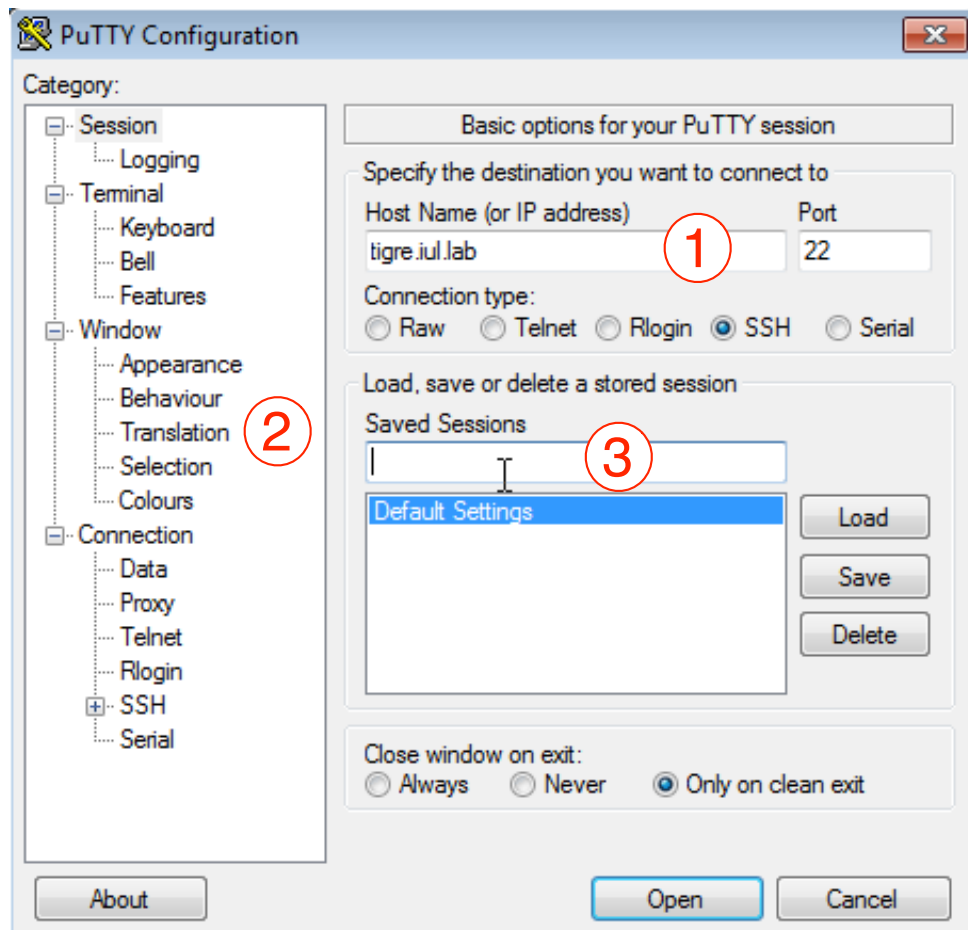 PuTTY Configuration
Category:
Session
Logging
Terminal
Keyboard
Bell
Features
Window
Appearance
Behaviour
Translation
Selection
Colours
Connection
Data
Proxy
Telnet
Rlogin
SSH
Serial
2
Basic options for your PuTTY session
Specify the destination you want to connect to
Host Name (or IP address) Port
tigre.iul.lab 1 22
Connection type:
Raw Telnet Rlogin SSH Serial
Load, save or delete a stored session
Saved Sessions
3
Default Settings
Load
Save
Delete
Close window on exit:
Always Never Only on clean exit
About Open Cancel